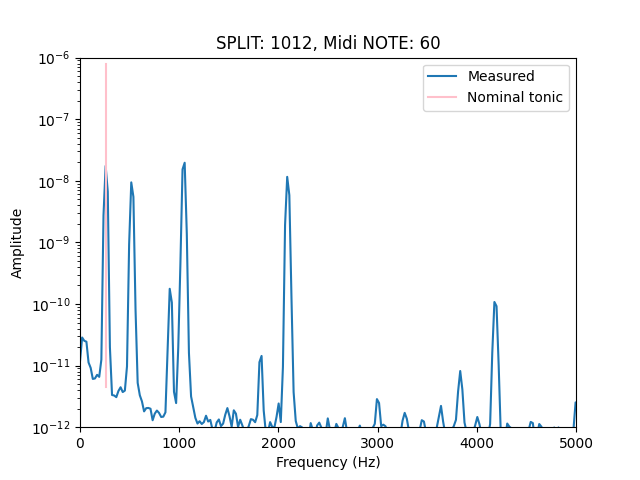 SPLIT: 1012, Midi NOTE: 60
Measured
Nominal tonic
Amplitude
10⁻⁶
10⁻⁷
10⁻⁸
10⁻⁹
10⁻¹⁰
10⁻¹¹
10⁻¹²
0 1000 2000 3000 4000 5000
Frequency (Hz)